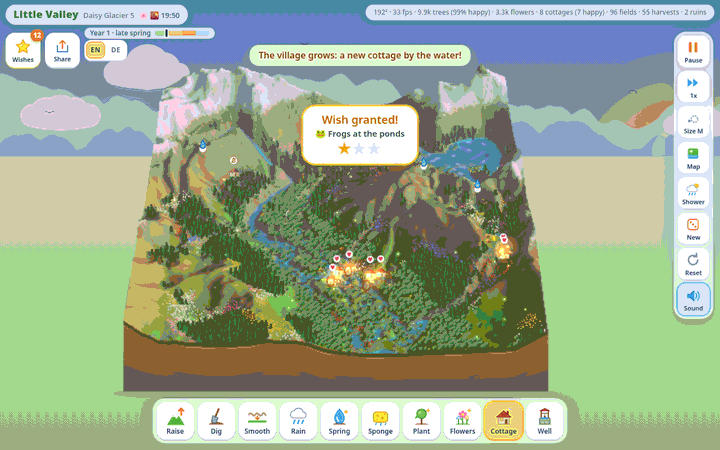 Little Valley Daisy Glacier 5 19:50
192² · 33 fps · 9.9k trees (99% happy) · 3.3k flowers · 8 cottages (7 happy) · 96 fields · 55 harvests · 2 ruins
Year 1 · late spring
12
Wishes
Share
EN
DE
The village grows: a new cottage by the water!
Wish granted!
Frogs at the ponds
Pause
1x
Size M
Map
Shower
New
Reset
Sound
Raise
Dig
Smooth
Rain
Spring
Sponge
Plant
Flowers
Cottage
Well